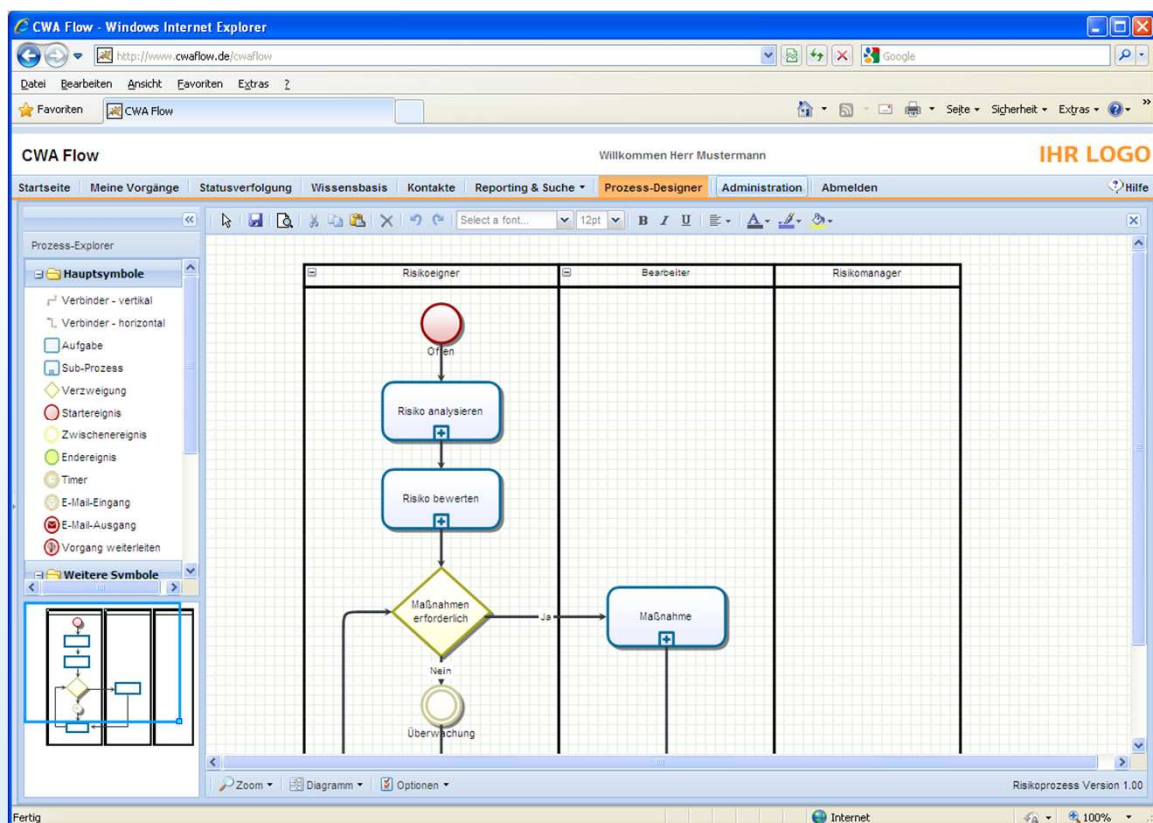 CWA Flow - Windows Internet Explorer
http://www.cwaflow.de/cwaflow
Google
Datei Bearbeiten Ansicht Favoriten Extras ?
Favoriten CWA Flow Seite Sicherheit Extras »
CWA Flow Willkommen Herr Mustermann IHR LOGO
Startseite Meine Vorgänge Statusverfolgung Wissensbasis Kontakte Reporting & Suche Prozess-Designer Administration Abmelden Hilfe
Select a font... 12pt B I U A
Prozess-Explorer
Hauptsymbole
Verbinder - vertikal
Verbinder - horizontal
Aufgabe
Sub-Prozess
Verzweigung
Startereignis
Zwischenereignis
Endereignis
Timer
E-Mail-Eingang
E-Mail-Ausgang
Vorgang weiterleiten
Weitere Symbole
Risikoeigner Bearbeiter Risikomanager
Offen
Risiko analysieren
Risiko bewerten
Maßnahmen
erforderlich
Ja
Maßnahme
Nein
Überwachung
Zoom Diagramm Optionen Risikoprozess Version 1.00
Fertig Internet 100%